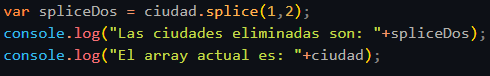 var spliceDos = ciudad.splice(1,2);
console.log("Las ciudades eliminadas son: "+spliceDos);
console.log("El array actual es: "+ciudad);